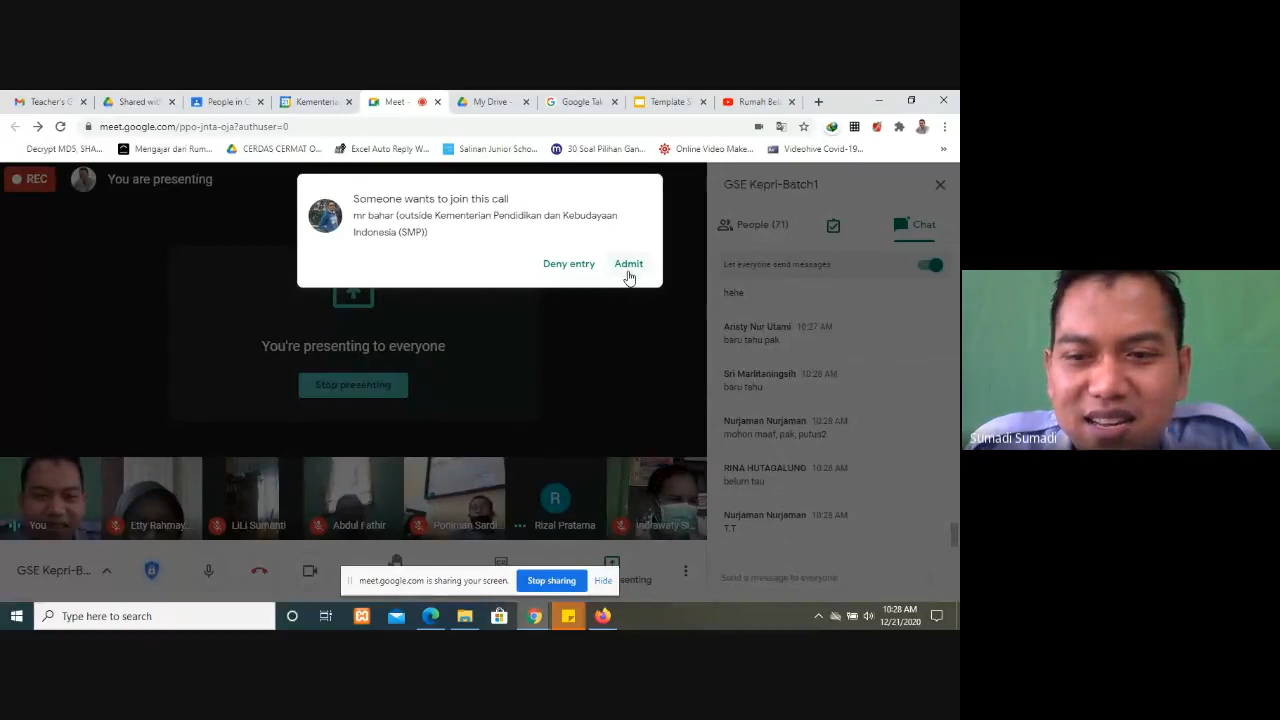 Teacher's G
Shared with
People in G
Kementeria
Meet -
My Drive -
Google Tak
Template S
Rumah Bel
meet.google.com/ppo-jnta-oja?authuser=0
Decrypt MD5, SHA...
Mengajar dari Rum...
CERDAS CERMAT O...
Excel Auto Reply W...
Salinan Junior Scho...
30 Soal Pilihan Gan...
Online Video Make...
Videohive Covid-19...
REC
You are presenting
Someone wants to join this call
mr bahar (outside Kementerian Pendidikan dan Kebudayaan
Indonesia (SMP))
Deny entry
Admit
You're presenting to everyone
Stop presenting
GSE Kepri-Batch1
People (71)
Chat
Let everyone send messages
hehe
Aristy Nur Utami 10:27 AM
baru tahu pak
Sri Marlitaningsih 10:28 AM
baru tahu
Nurjaman Nurjaman 10:28 AM
mohon maaf, pak, putus2
RINA HUTAGALUNG 10:28 AM
belum tau
Nurjaman Nurjaman 10:28 AM
T.T
Send a message to everyone
You
Etty Rahmay...
LiLi Sumanti
Abdul Fathir
Poniman Sardi...
R
Rizal Pratama
Indrawaty Si...
GSE Kepri-B...
meet.google.com is sharing your screen.
Stop sharing
Hide
Type here to search
10:28 AM
12/21/2020
Sumadi Sumadi